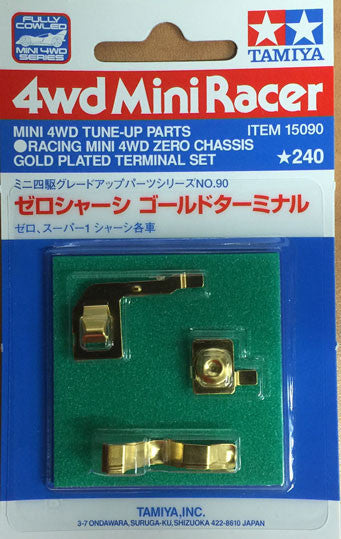 FULLY
COWLED
MINI 4WD
SERIES
TAMIYA
4wd Mini Racer
MINI 4WD TUNE-UP PARTS
ITEM 15090
●RACING MINI 4WD ZERO CHASSIS
GOLD PLATED TERMINAL SET
★240
ミニ四駆グレードアップパーツシリーズNO.90
ゼロシャーシ ゴールドターミナル
ゼロ、スーパー1 シャーシ各車
TAMIYA,INC.
3-7 ONDAWARA,SURUGA-KU,SHIZUOKA 422-8610 JAPAN